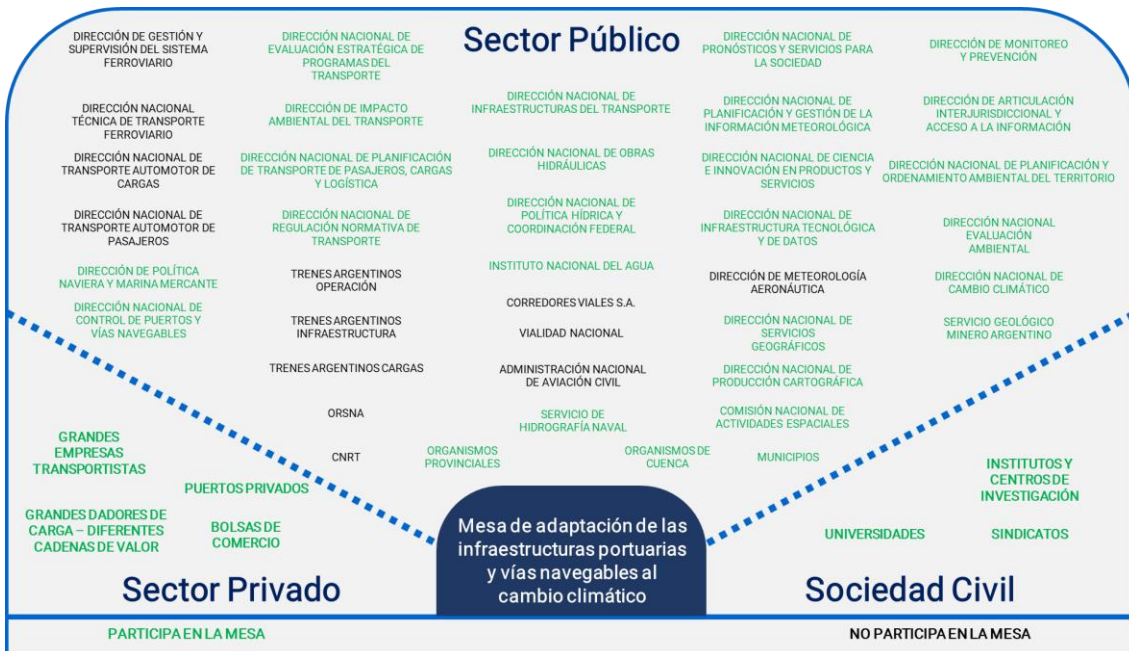 Sector Público
DIRECCIÓN DE GESTIÓN Y
SUPERVISIÓN DEL SISTEMA
FERROVIARIO
DIRECCIÓN NACIONAL DE
EVALUACIÓN ESTRATÉGICA DE
PROGRAMAS DEL
TRANSPORTE
DIRECCIÓN NACIONAL DE
PRONÓSTICOS Y SERVICIOS PARA
LA SOCIEDAD
DIRECCIÓN DE MONITOREO
Y PREVENCIÓN
DIRECCIÓN NACIONAL
TÉCNICA DE TRANSPORTE
FERROVIARIO
DIRECCIÓN DE IMPACTO
AMBIENTAL DEL TRANSPORTE
DIRECCIÓN NACIONAL DE
INFRAESTRUCTURAS DEL TRANSPORTE
DIRECCIÓN NACIONAL DE
PLANIFICACIÓN Y GESTIÓN DE LA
INFORMACIÓN METEOROLÓGICA
DIRECCIÓN DE ARTICULACIÓN
INTERJURISDICCIONAL Y
ACCESO A LA INFORMACIÓN
DIRECCIÓN NACIONAL DE
TRANSPORTE AUTOMOTOR DE
CARGAS
DIRECCIÓN NACIONAL DE PLANIFICACIÓN
DE TRANSPORTE DE PASAJEROS, CARGAS
Y LOGÍSTICA
DIRECCIÓN NACIONAL DE OBRAS
HIDRÁULICAS
DIRECCIÓN NACIONAL DE CIENCIA
E INNOVACIÓN EN PRODUCTOS Y
SERVICIOS
DIRECCIÓN NACIONAL DE PLANIFICACIÓN Y
ORDENAMIENTO AMBIENTAL DEL TERRITORIO
DIRECCIÓN NACIONAL DE
TRANSPORTE AUTOMOTOR DE
PASAJEROS
DIRECCIÓN NACIONAL DE
REGULACIÓN NORMATIVA DE
TRANSPORTE
DIRECCIÓN NACIONAL DE
POLÍTICA HÍDRICA Y
COORDINACIÓN FEDERAL
DIRECCIÓN NACIONAL DE
INFRAESTRUCTURA TECNOLÓGICA
Y DE DATOS
DIRECCIÓN NACIONAL
EVALUACIÓN
AMBIENTAL
DIRECCIÓN DE POLÍTICA
NAVIERA Y MARINA MERCANTE
TRENES ARGENTINOS
OPERACIÓN
INSTITUTO NACIONAL DEL AGUA
DIRECCIÓN DE METEOROLOGÍA
AERONÁUTICA
DIRECCIÓN NACIONAL DE
CAMBIO CLIMÁTICO
DIRECCIÓN NACIONAL DE
CONTROL DE PUERTOS Y
VÍAS NAVEGABLES
TRENES ARGENTINOS
INFRAESTRUCTURA
CORREDORES VIALES S.A.
VIALIDAD NACIONAL
DIRECCIÓN NACIONAL DE
SERVICIOS
GEOGRÁFICOS
SERVICIO GEOLÓGICO
MINERO ARGENTINO
TRENES ARGENTINOS CARGAS
ADMINISTRACIÓN NACIONAL
DE AVIACIÓN CIVIL
DIRECCIÓN NACIONAL DE
PRODUCCIÓN CARTOGRÁFICA
ORSNA
SERVICIO DE
HIDROGRAFÍA NAVAL
COMISIÓN NACIONAL DE
ACTIVIDADES ESPACIALES
CNRT
ORGANISMOS
PROVINCIALES
ORGANISMOS DE
CUENCA
MUNICIPIOS
GRANDES
EMPRESAS
TRANSPORTISTAS
PUERTOS PRIVADOS
GRANDES DADORES DE
CARGA – DIFERENTES
CADENAS DE VALOR
BOLSAS DE
COMERCIO
Sector Privado
Mesa de adaptación de las
infraestructuras portuarias
y vías navegables al
cambio climático
INSTITUTOS Y
CENTROS DE
INVESTIGACIÓN
UNIVERSIDADES
SINDICATOS
Sociedad Civil
PARTICIPA EN LA MESA
NO PARTICIPA EN LA MESA